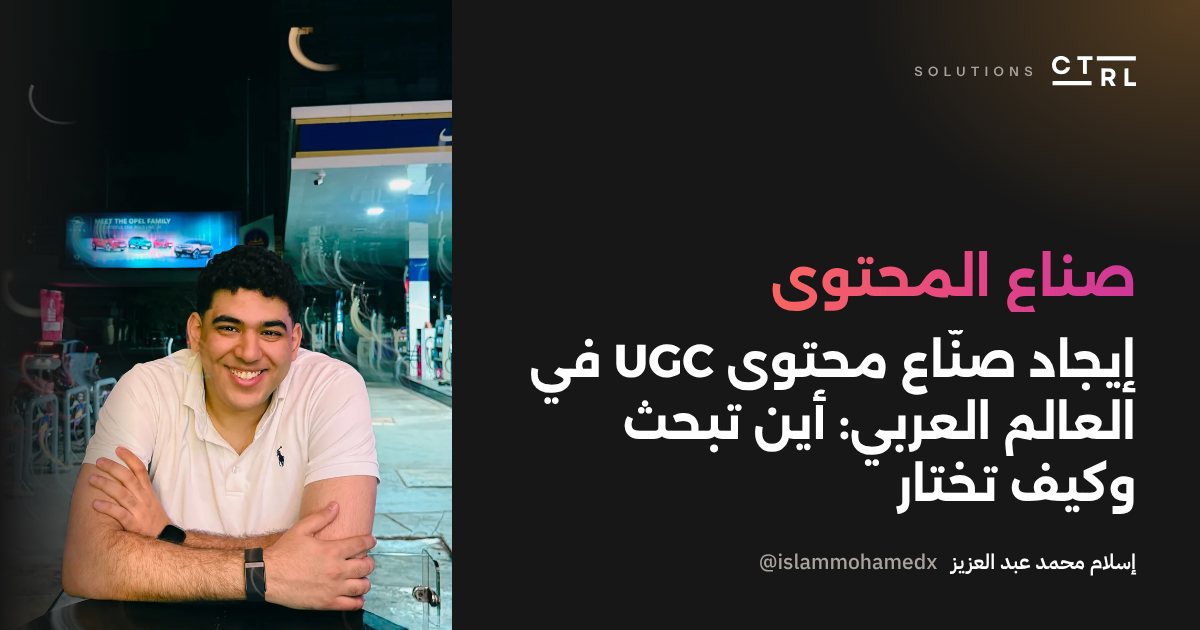 SOLUTIONS CTRL
صناع المحتوى
إيجاد صنّاع محتوى UGC في
العالم العربي: أين تبحث
وكيف تختار
إسلام محمد عبد العزيز @islammohamedx
MEET THE OPEL FAMILY